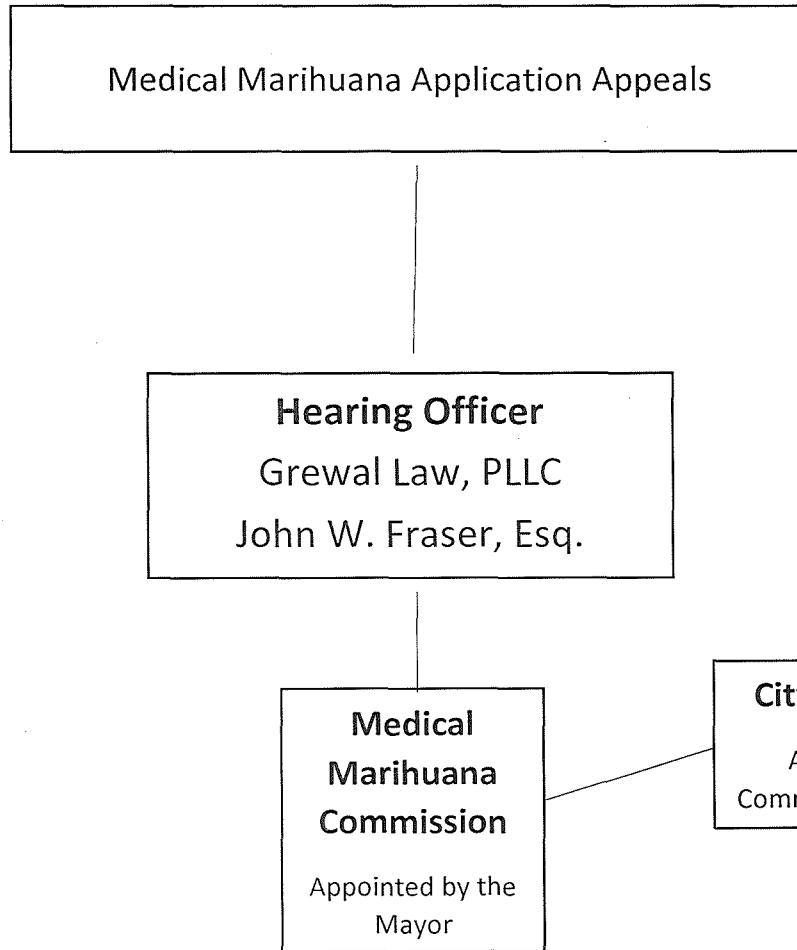 Medical Marihuana Application Appeals
Hearing Officer
Grewal Law, PLLC
John W. Fraser, Esq.
Medical
Marihuana
Commission
Appointed by the
Mayor